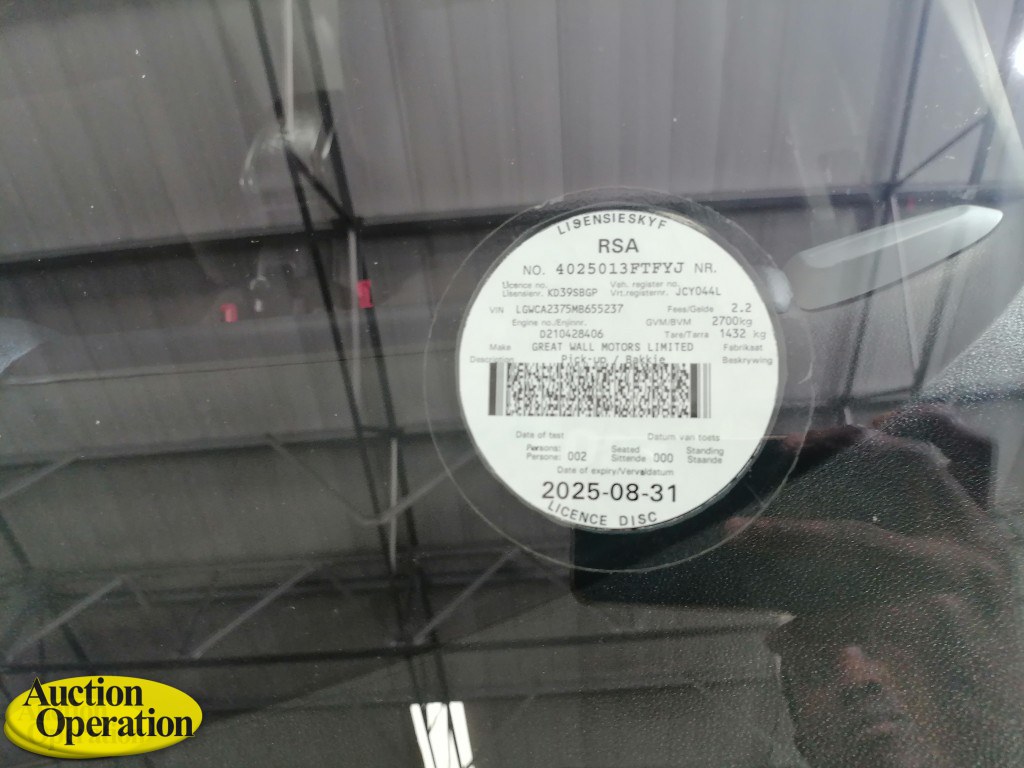 LISENSIESKYF
RSA
NO. 4025013FTFYJ NR.
Licence no. Veh. register no.
Lisensienr. KD39SBGP Vrt.registernr. JCY044L
VIN LGWCA2375MB655237 Fees/Gelde 2.2
Engine no./Enjinnr. GVM/BVM 2700kg
D210428406 Tare/Tarra 1432 kg
Make GREAT WALL MOTORS LIMITED Fabrikaat
Description Pick-up / Bakkie Beskrywing
Date of test Datum van toets
Persons: Seated Standing
Persone: 002 Sittende 000 Staande
Date of expiry/Vervaldatum
2025-08-31
LICENCE DISC
Auction
Operation